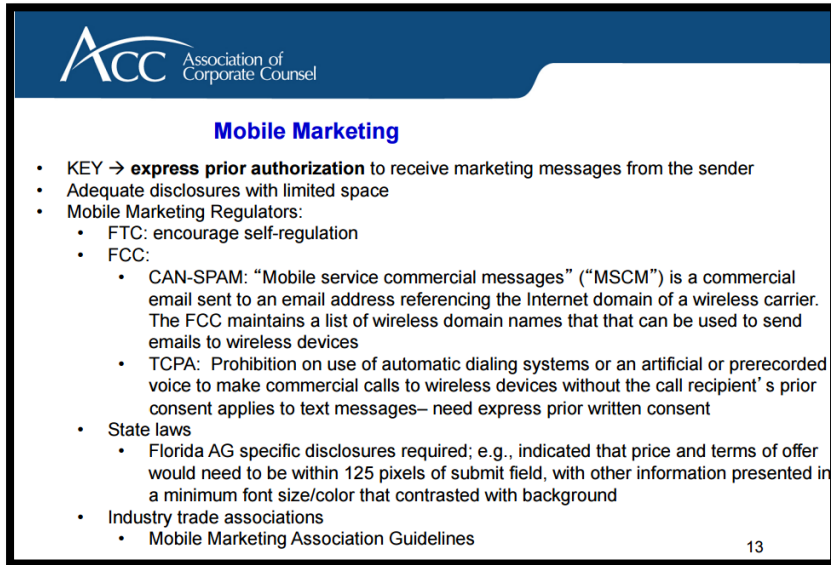 ACC Association of
Corporate Counsel
Mobile Marketing
• KEY → express prior authorization to receive marketing messages from the sender
• Adequate disclosures with limited space
• Mobile Marketing Regulators:
• FTC: encourage self-regulation
• FCC:
• CAN-SPAM: “Mobile service commercial messages” (“MSCM”) is a commercial
email sent to an email address referencing the Internet domain of a wireless carrier.
The FCC maintains a list of wireless domain names that that can be used to send
emails to wireless devices
• TCPA: Prohibition on use of automatic dialing systems or an artificial or prerecorded
voice to make commercial calls to wireless devices without the call recipient’s prior
consent applies to text messages– need express prior written consent
• State laws
• Florida AG specific disclosures required; e.g., indicated that price and terms of offer
would need to be within 125 pixels of submit field, with other information presented in
a minimum font size/color that contrasted with background
• Industry trade associations
• Mobile Marketing Association Guidelines
13